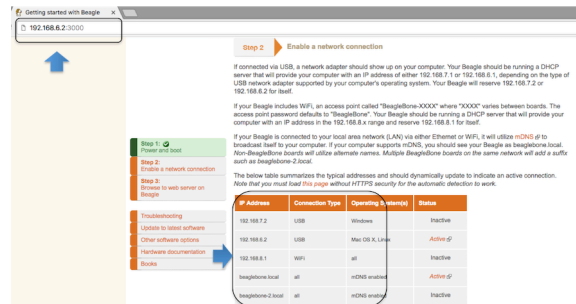 Getting started with Beagle
192.168.6.2:3000
Step 2
Enable a network connection
If connected via USB, a network adapter should show up on your computer. Your Beagle should be running a DHCP
server that will provide your computer with an IP address of either 192.168.7.1 or 192.168.6.1, depending on the type of
USB network adapter supported by your computer's operating system. Your Beagle will reserve 192.168.7.2 or
192.168.6.2 for itself.
If your Beagle includes WiFi, an access point called "BeagleBone-XXXX" where "XXXX" varies between boards. The
access point password defaults to "BeagleBone". Your Beagle should be running a DHCP server that will provide your
computer with an IP address in the 192.168.8.x range and reserve 192.168.8.1 for itself.
If your Beagle is connected to your local area network (LAN) via either Ethernet or WiFi, it will utilize mDNS to
broadcast itself to your computer. If your computer supports mDNS, you should see your Beagle as beaglebone.local.
Non-BeagleBone boards will utilize alternate names. Multiple BeagleBone boards on the same network will add a suffix
such as beaglebone-2.local.
The below table summarizes the typical addresses and should dynamically update to indicate an active connection.
Note that you must load this page without HTTPS security for the automatic detection to work.
Step 1:
Power and boot
Step 2:
Enable a network connection
Step 3:
Browse to web server on
Beagle
Troubleshooting
Update to latest software
Other software options
Hardware documentation
Books
IP Address Connection Type Operating System(s) Status
192.168.7.2 USB Windows Inactive
192.168.6.2 USB Mac OS X, Linux Active
192.168.8.1 WiFi all Inactive
beaglebone.local all mDNS enabled Active
beaglebone-2.local all mDNS enabled Inactive